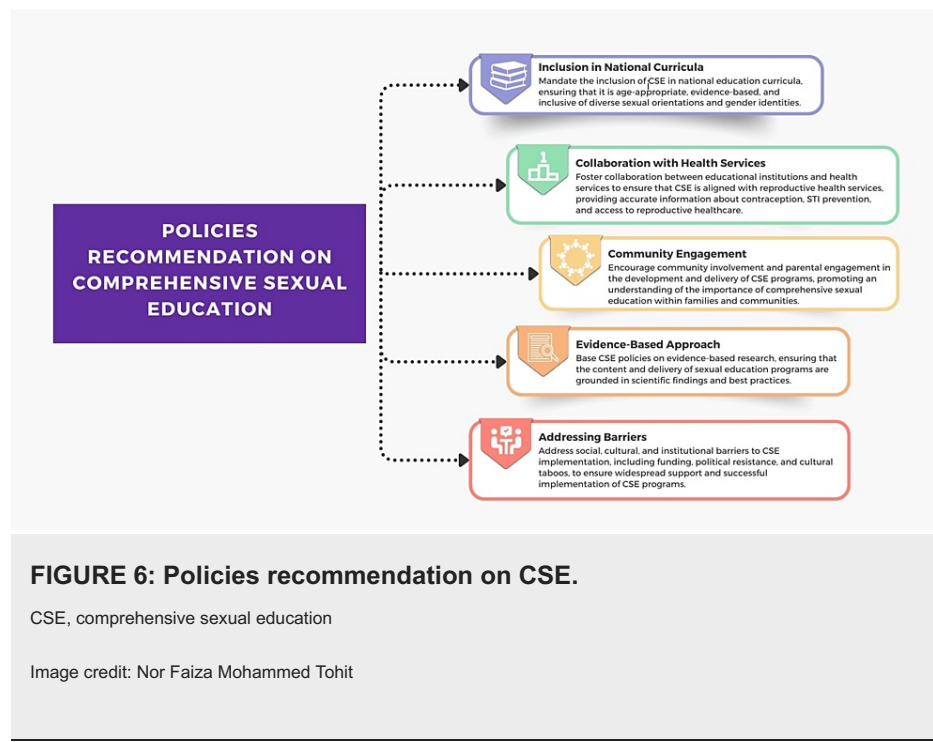 POLICIES
RECOMMENDATION ON
COMPREHENSIVE SEXUAL
EDUCATION
Inclusion in National Curricula
Mandate the inclusion of CSE in national education curricula,
ensuring that it is age-appropriate, evidence-based, and
inclusive of diverse sexual orientations and gender identities.
1
Collaboration with Health Services
Foster collaboration between educational institutions and health
services to ensure that CSE is aligned with reproductive health services,
providing accurate information about contraception, STI prevention,
and access to reproductive healthcare.
Community Engagement
Encourage community involvement and parental engagement in
the development and delivery of CSE programs, promoting an
understanding of the importance of comprehensive sexual
education within families and communities.
Evidence-Based Approach
Base CSE policies on evidence-based research, ensuring that
the content and delivery of sexual education programs are
grounded in scientific findings and best practices.
Addressing Barriers
Address social, cultural, and institutional barriers to CSE
implementation, including funding, political resistance, and cultural
taboos, to ensure widespread support and successful
implementation of CSE programs.
FIGURE 6: Policies recommendation on CSE.
CSE, comprehensive sexual education
Image credit: Nor Faiza Mohammed Tohit